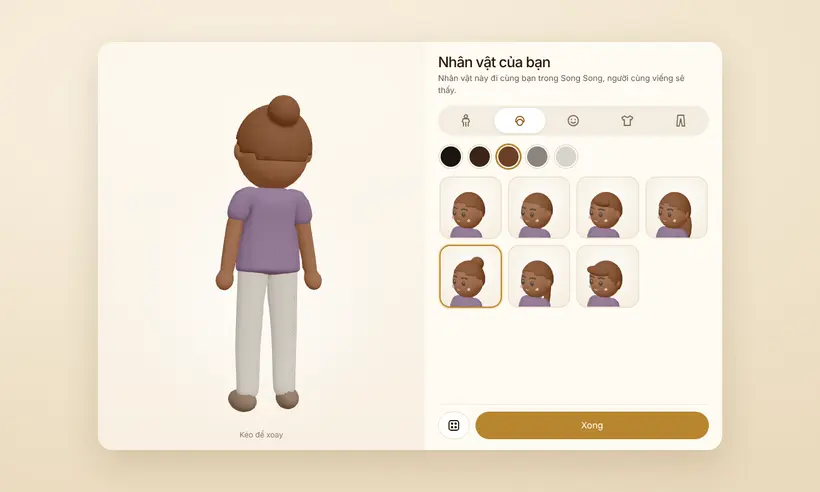 Nhân vật của bạn
Nhân vật này đi cùng bạn trong Song Song, người cùng viếng sẽ
thấy.
Xong
Kéo để xoay